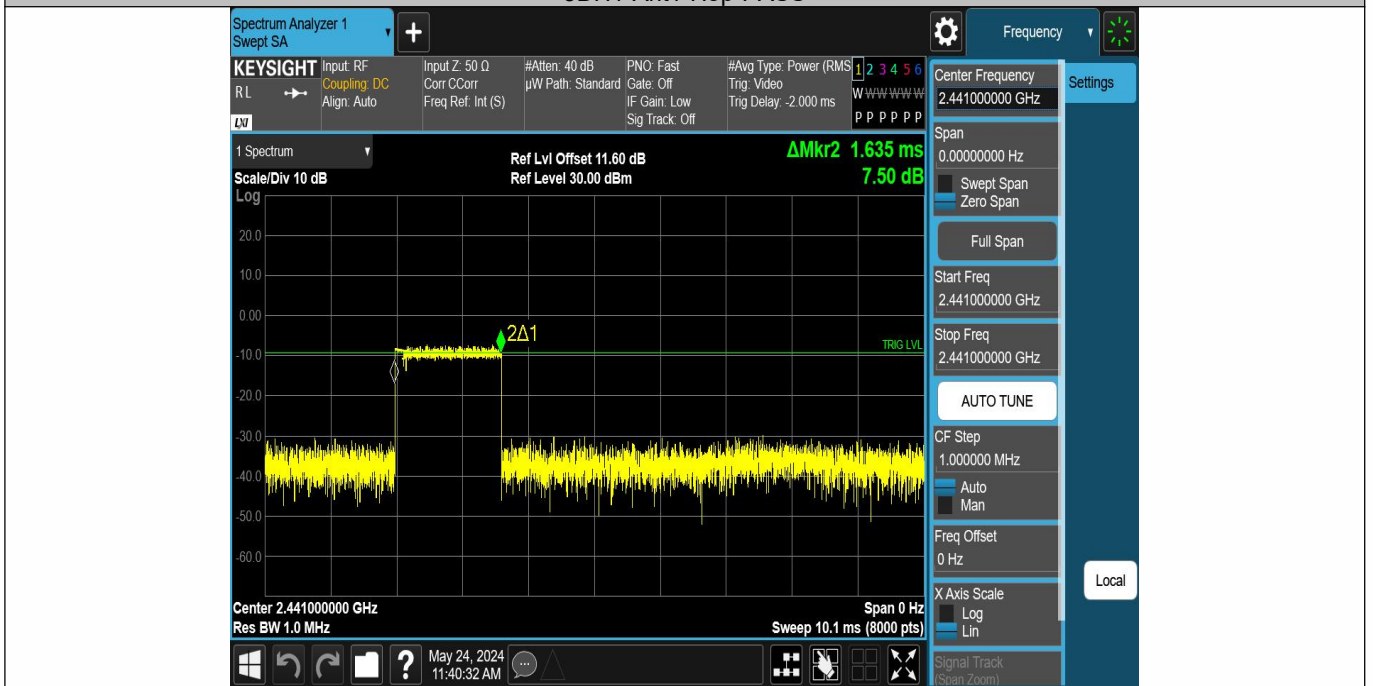 Spectrum Analyzer 1
Swept SA
Frequency
KEYSIGHT
R L
LXI
Input: RF
Coupling: DC
Align: Auto
Input Z: 50 Ω
Corr CCorr
Freq Ref: Int (S)
#Atten: 40 dB
µW Path: Standard
PNO: Fast
Gate: Off
IF Gain: Low
Sig Track: Off
#Avg Type: Power (RMS
Trig: Video
Trig Delay: -2.000 ms
1 2 3 4 5 6
W W W W W W
P P P P P P
Center Frequency
2.441000000 GHz
Settings
1 Spectrum
Scale/Div 10 dB
Log
Ref Lvl Offset 11.60 dB
Ref Level 30.00 dBm
ΔMkr2 1.635 ms
7.50 dB
20.0
10.0
0.00
-10.0
-20.0
-30.0
-40.0
-50.0
-60.0
2Δ1
TRIG LVL
Center 2.441000000 GHz
Res BW 1.0 MHz
Span 0 Hz
Sweep 10.1 ms (8000 pts)
Span
0.00000000 Hz
Swept Span
Zero Span
Full Span
Start Freq
2.441000000 GHz
Stop Freq
2.441000000 GHz
AUTO TUNE
CF Step
1.000000 MHz
Auto
Man
Freq Offset
0 Hz
X Axis Scale
Log
Lin
Signal Track
(Span Zoom)
Local
?
May 24, 2024
11:40:32 AM